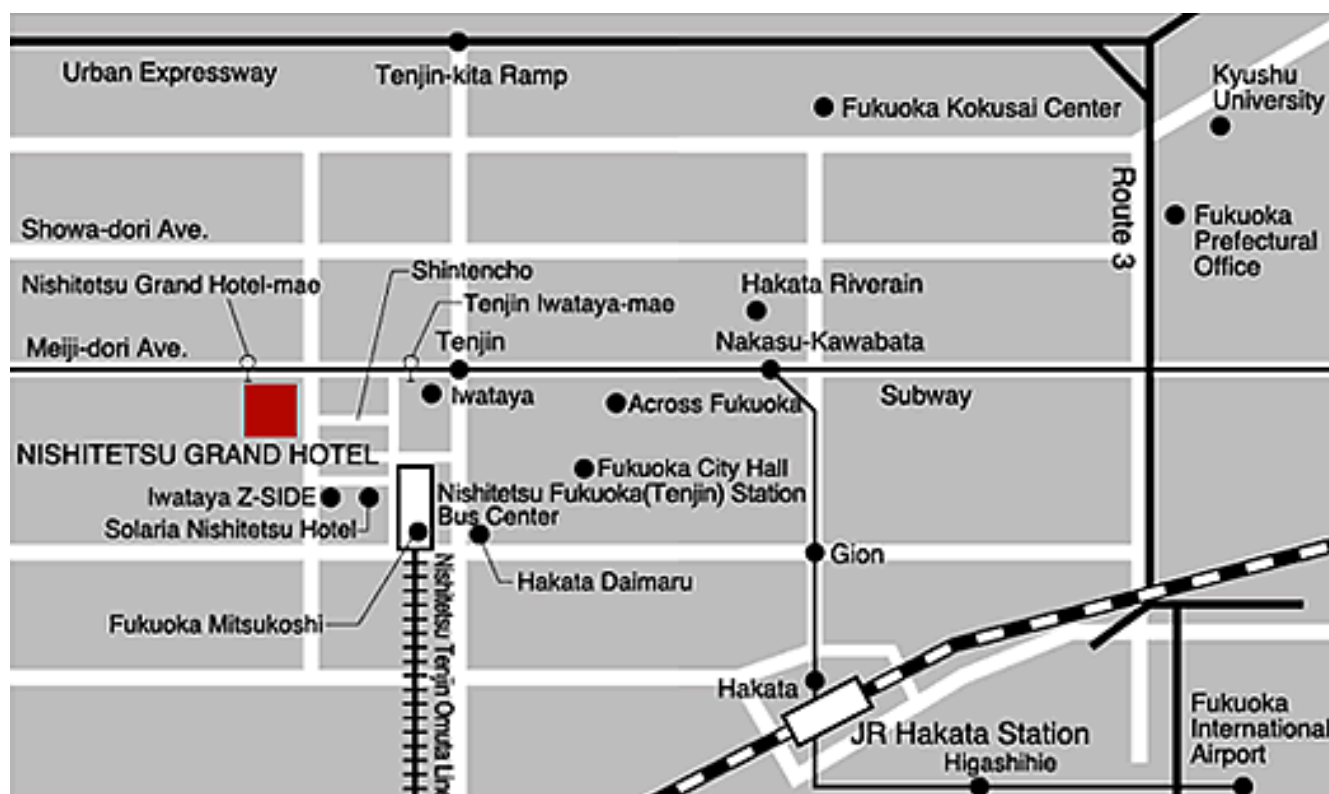 Urban Expressway
Tenjin-kita Ramp
Kyushu
University
Fukuoka Kokusai Center
Route 3
Fukuoka
Prefectural
Office
Showa-dori Ave.
Shintencho
Nishitetsu Grand Hotel-mae
Hakata Riverain
Tenjin Iwataya-mae
Meiji-dori Ave.
Tenjin
Nakasu-Kawabata
Iwataya
Across Fukuoka
Subway
NISHITETSU GRAND HOTEL
Fukuoka City Hall
Iwataya Z-SIDE
Nishitetsu Fukuoka(Tenjin) Station
Bus Center
Solaria Nishitetsu Hotel
Gion
Hakata Daimaru
Fukuoka Mitsukoshi
Nishitetsu Tenjin Omuta Line
Hakata
JR Hakata Station
Higashihie
Fukuoka
International
Airport